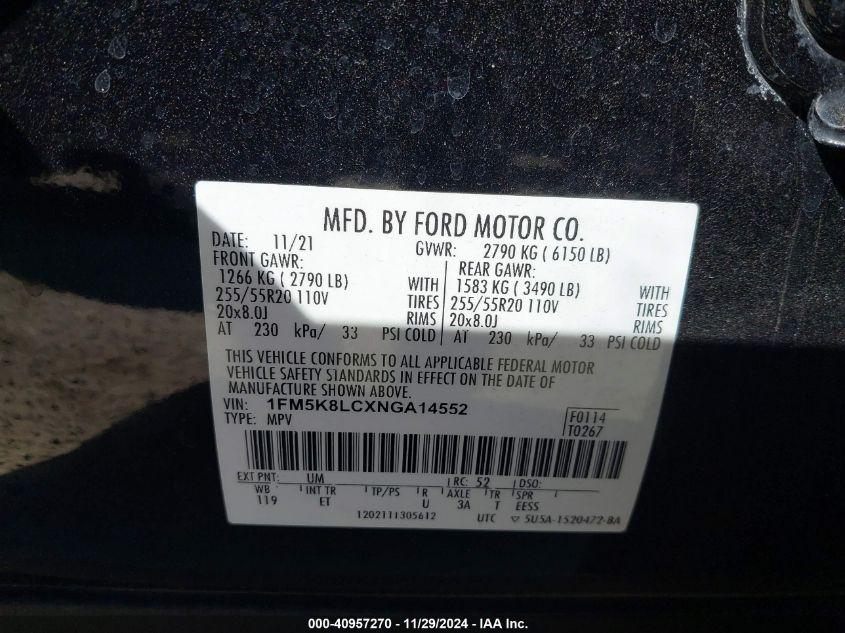 MFD. BY FORD MOTOR CO.
DATE: 11/21 GVWR: 2790 KG ( 6150 LB)
FRONT GAWR: REAR GAWR:
1266 KG ( 2790 LB) WITH 1583 KG ( 3490 LB) WITH
255/55R20 110V TIRES 255/55R20 110V TIRES
20x8.0J RIMS 20x8.0J RIMS
AT 230 kPa/ 33 PSI COLD AT 230 kPa/ 33 PSI COLD
THIS VEHICLE CONFORMS TO ALL APPLICABLE FEDERAL MOTOR
VEHICLE SAFETY STANDARDS IN EFFECT ON THE DATE OF
MANUFACTURE SHOWN ABOVE.
VIN: 1FM5K8LCXNGA14552 F0114
TYPE: MPV T0267
EXT PNT: UM RC: 52 DSO:
WB INT TR TP/PS R AXLE TR SPR
119 ET U 3A T EESS
1202111305612 UTC ▽ 5U5A-1520472-BA
000-40957270 - 11/29/2024 - IAA Inc.